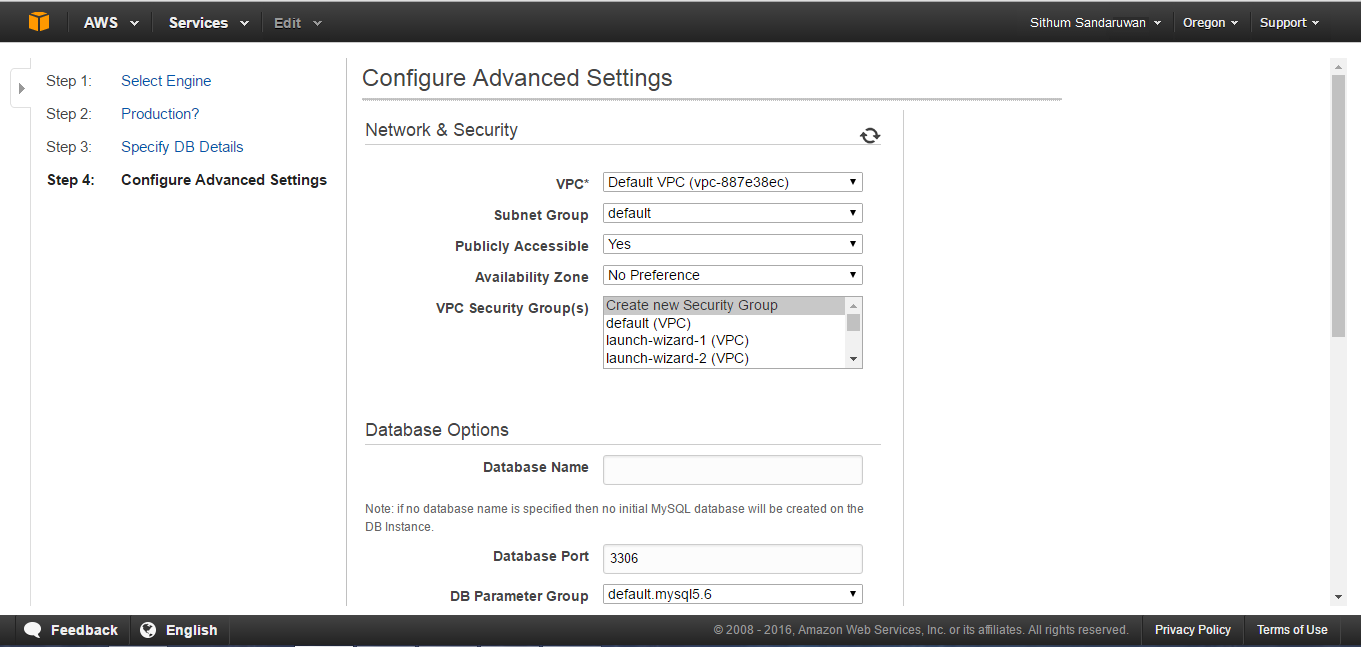 AWS Services Edit Sithum Sandaruwan Oregon Support
Step 1: Select Engine
Step 2: Production?
Step 3: Specify DB Details
Step 4: Configure Advanced Settings
Configure Advanced Settings
Network & Security
VPC* Default VPC (vpc-887e38ec)
Subnet Group default
Publicly Accessible Yes
Availability Zone No Preference
VPC Security Group(s) Create new Security Group
default (VPC)
launch-wizard-1 (VPC)
launch-wizard-2 (VPC)
Database Options
Database Name
Note: if no database name is specified then no initial MySQL database will be created on the
DB Instance.
Database Port 3306
DB Parameter Group default.mysql5.6
Feedback English © 2008 - 2016, Amazon Web Services, Inc. or its affiliates. All rights reserved. Privacy Policy Terms of Use